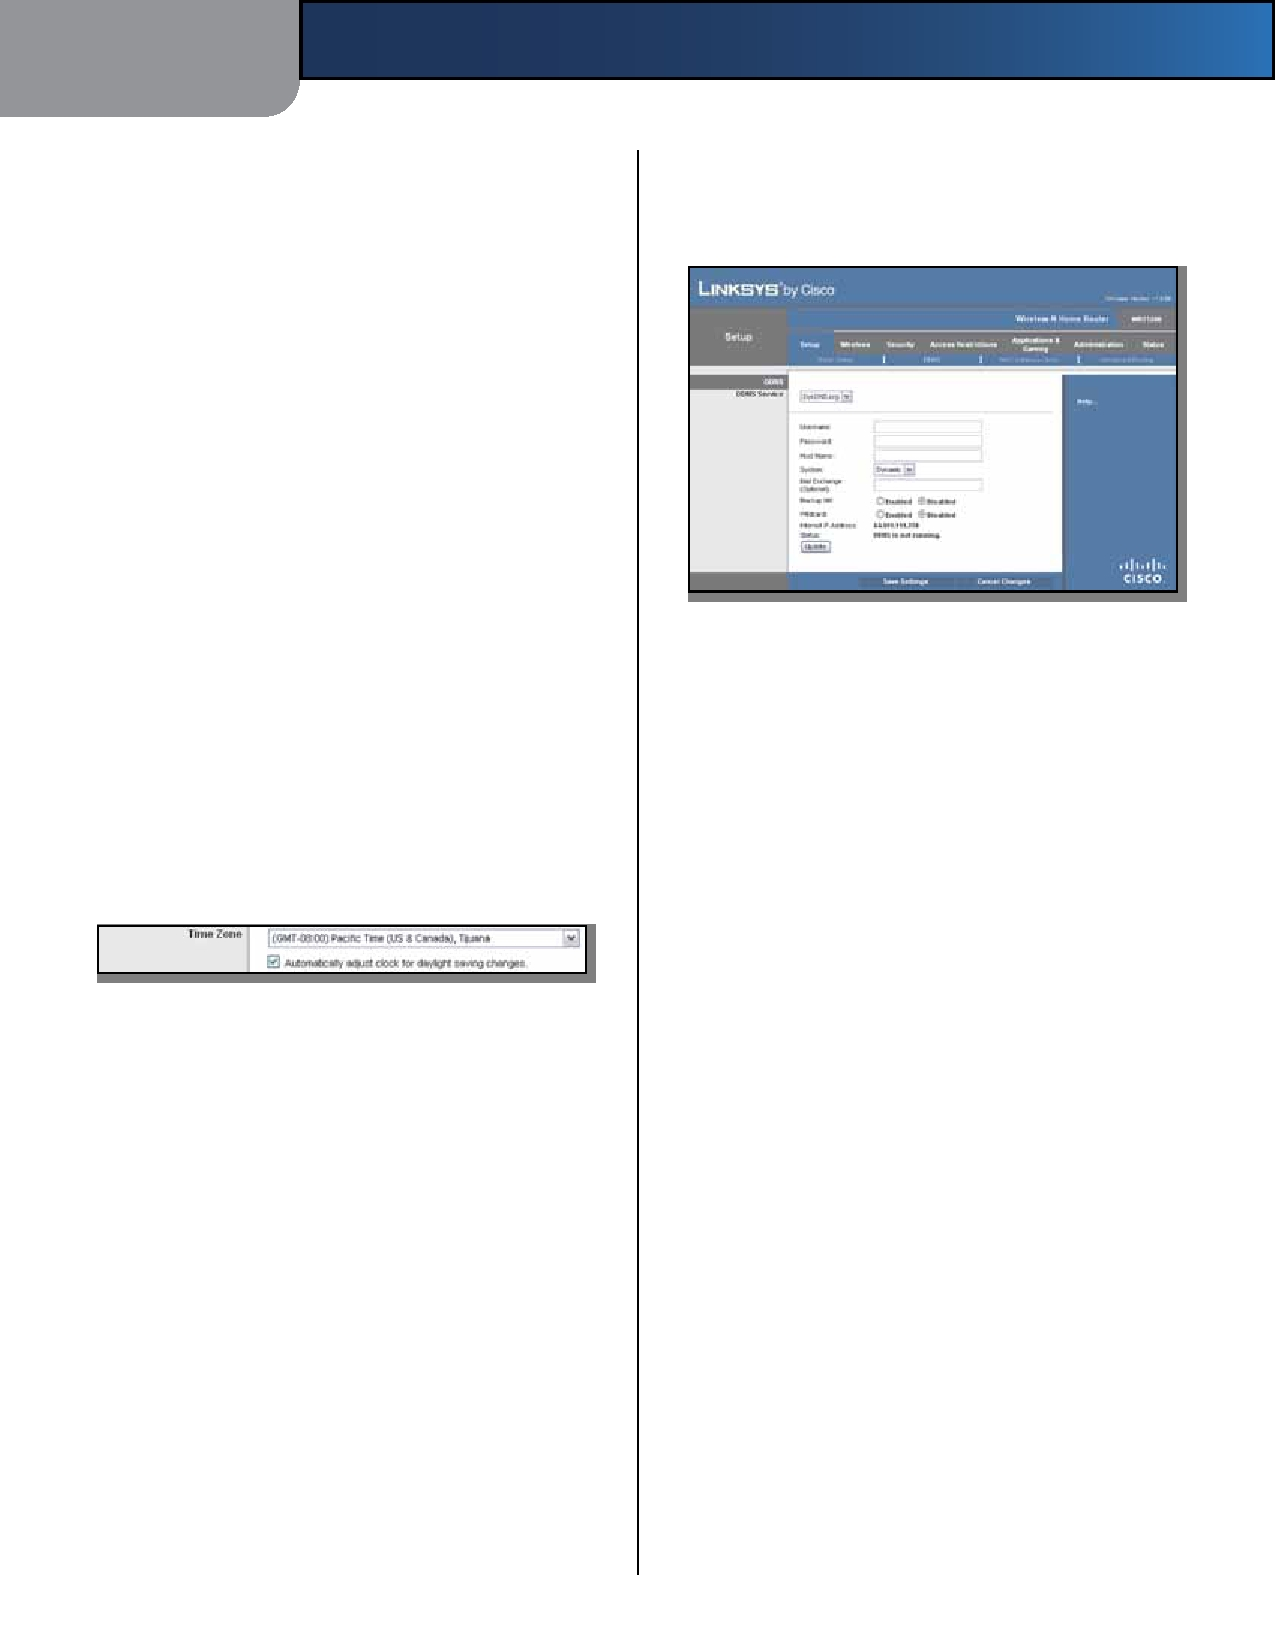 Time Zone
(GMT-08:00) Pacific Time (US & Canada), Tijuana
Automatically adjust clock for daylight saving changes.
LINKSYS® by Cisco
Wireless-N Home Router
Setup
Setup Wireless Security Access Restrictions Applications & Gaming Administration Status
DDNS
DDNS
DDNS Service
DynDNS.org
Help...
Username:
Password:
Host Name:
System: Dynamic
Mail Exchange
(Optional):
Backup MX: Enabled Disabled
Wildcard: Enabled Disabled
Internet IP Address:
Status: DDNS is not running.
Update
Save Settings Cancel Changes
CISCO